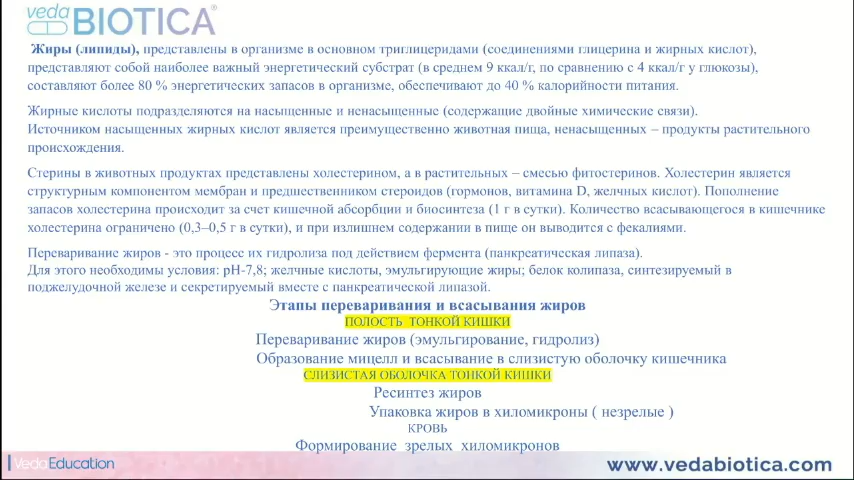 veda
BIOTICA®
Жиры (липиды), представлены в организме в основном триглицеридами (соединениями глицерина и жирных кислот),
представляют собой наиболее важный энергетический субстрат (в среднем 9 ккал/г, по сравнению с 4 ккал/г у глюкозы),
составляют более 80 % энергетических запасов в организме, обеспечивают до 40 % калорийности питания.
Жирные кислоты подразделяются на насыщенные и ненасыщенные (содержащие двойные химические связи).
Источником насыщенных жирных кислот является преимущественно животная пища, ненасыщенных – продукты растительного
происхождения.
Стерины в животных продуктах представлены холестерином, а в растительных – смесью фитостеринов. Холестерин является
структурным компонентом мембран и предшественником стероидов (гормонов, витамина D, желчных кислот). Пополнение
запасов холестерина происходит за счет кишечной абсорбции и биосинтеза (1 г в сутки). Количество всасывающегося в кишечнике
холестерина ограничено (0,3–0,5 г в сутки), и при излишнем содержании в пище он выводится с фекалиями.
Переваривание жиров - это процесс их гидролиза под действием фермента (панкреатическая липаза).
Для этого необходимы условия: pH-7,8; желчные кислоты, эмульгирующие жиры; белок колипаза, синтезируемый в
поджелудочной железе и секретируемый вместе с панкреатической липазой.
Этапы переваривания и всасывания жиров
ПОЛОСТЬ ТОНКОЙ КИШКИ
Переваривание жиров (эмульгирование, гидролиз)
Образование мицелл и всасывание в слизистую оболочку кишечника
СЛИЗИСТАЯ ОБОЛОЧКА ТОНКОЙ КИШКИ
Ресинтез жиров
Упаковка жиров в хиломикроны ( незрелые )
КРОВЬ
Формирование зрелых хиломикронов
VedaEducation
www.vedabiotica.com